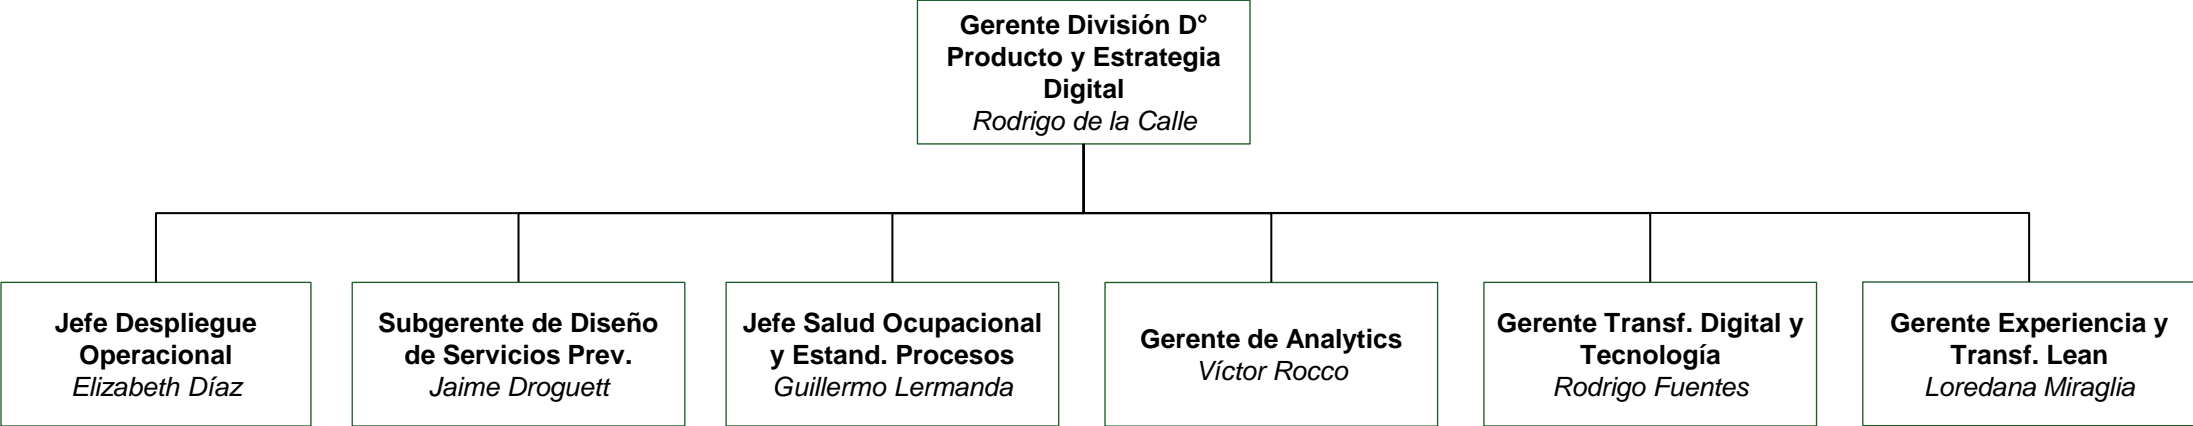 Gerente División D°
Producto y Estrategia
Digital
Rodrigo de la Calle
Jefe Despliegue
Operacional
Elizabeth Díaz
Subgerente de Diseño
de Servicios Prev.
Jaime Droguett
Jefe Salud Ocupacional
y Estand. Procesos
Guillermo Lermanda
Gerente de Analytics
Víctor Rocco
Gerente Transf. Digital y
Tecnología
Rodrigo Fuentes
Gerente Experiencia y
Transf. Lean
Loredana Miraglia